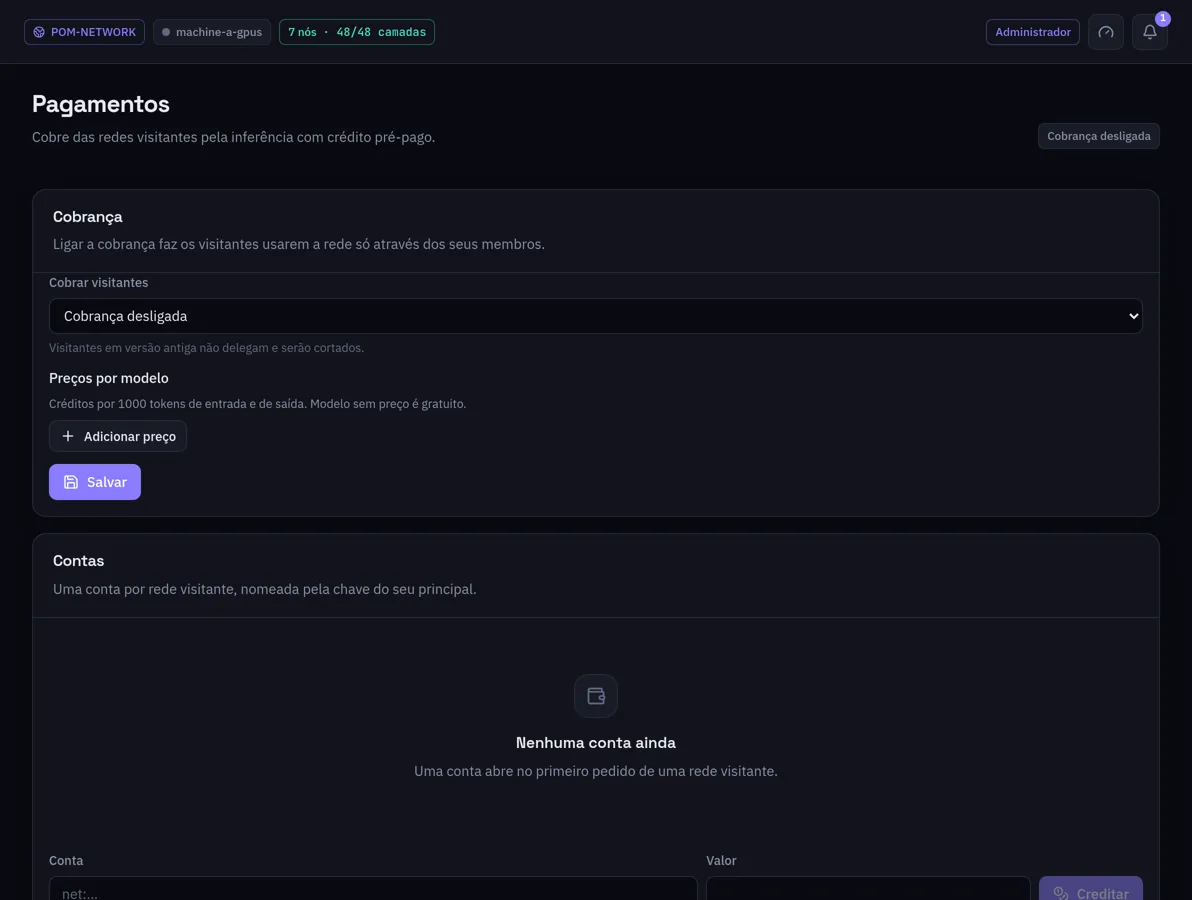 POM-NETWORK
machine-a-gpus
7 nós · 48/48 camadas
Administrador
1
Pagamentos
Cobre das redes visitantes pela inferência com crédito pré-pago.
Cobrança desligada
Cobrança
Ligar a cobrança faz os visitantes usarem a rede só através dos seus membros.
Cobrar visitantes
Cobrança desligada
Visitantes em versão antiga não delegam e serão cortados.
Preços por modelo
Créditos por 1000 tokens de entrada e de saída. Modelo sem preço é gratuito.
Adicionar preço
Salvar
Contas
Uma conta por rede visitante, nomeada pela chave do seu principal.
Nenhuma conta ainda
Uma conta abre no primeiro pedido de uma rede visitante.
Conta
Valor
net:...
Creditar